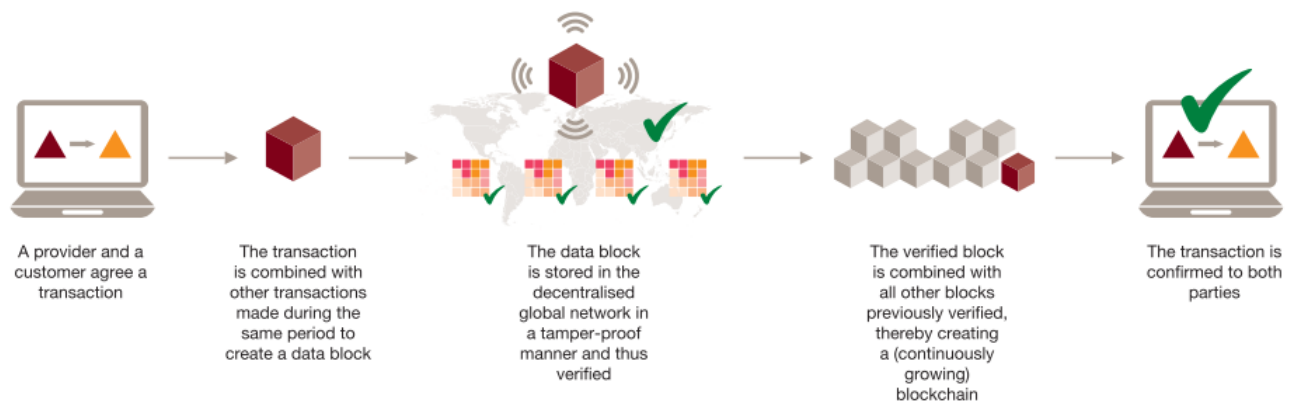 A provider and a
customer agree a
transaction
The transaction
is combined with
other transactions
made during the
same period to
create a data block
The data block
is stored in the
decentralised
global network in
a tamper-proof
manner and thus
verified
The verified block
is combined with
all other blocks
previously verified,
thereby creating
a (continuously
growing)
blockchain
The transaction is
confirmed to both
parties